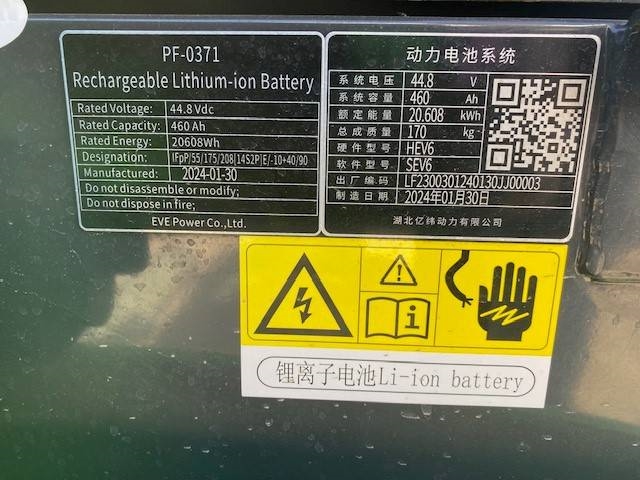 PF-0371
Rechargeable Lithium-ion Battery
Rated Voltage: 44.8 Vdc
Rated Capacity: 460 Ah
Rated Energy: 20608Wh
Designation: IFpP/55/175/208[14S2P]E/-10+40/90
Manufactured: 2024-01-30
Do not disassemble or modify;
Do not dispose in fire;
EVE Power Co., Ltd.
动力电池系统
系统电压 44.8 V
系统容量 460 Ah
额定能量 20.608 kWh
总成质量 170 kg
硬件型号 HEV6
软件型号 SEV6
出厂编码 LF2300301240130JJ00003
制造日期 2024年01月30日
湖北亿纬动力有限公司
锂离子电池Li-ion battery